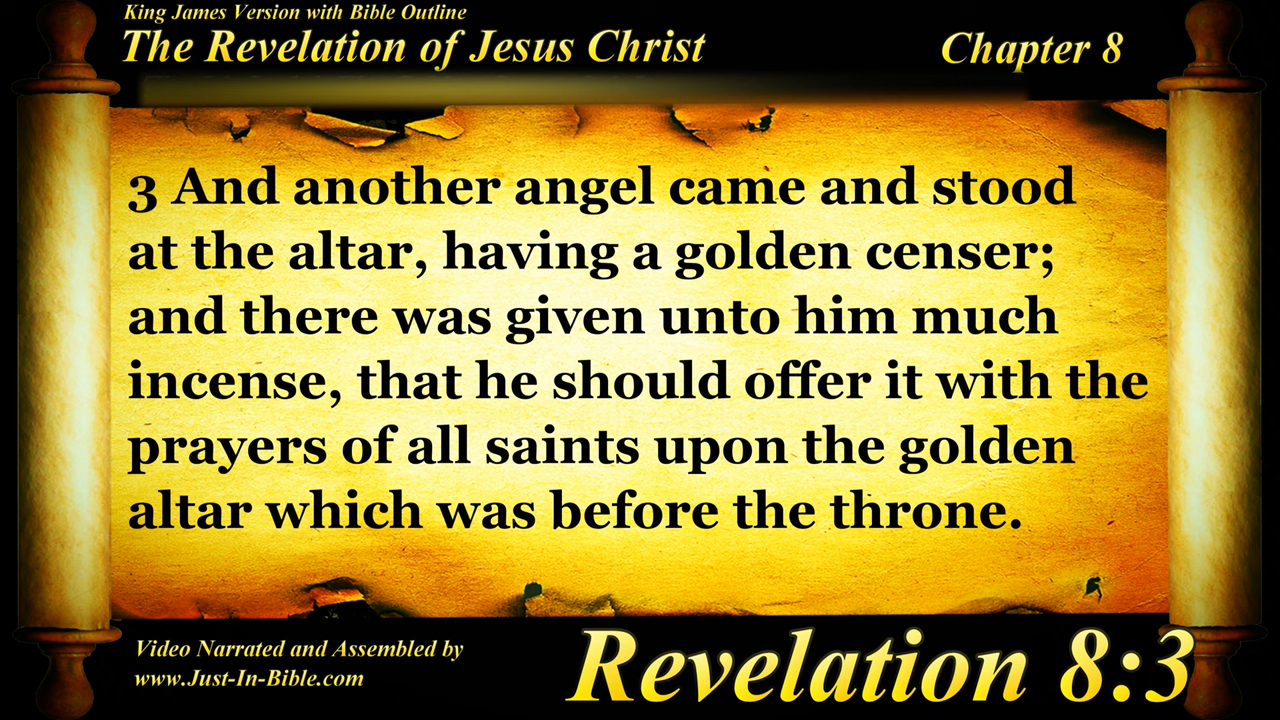 King James Version with Bible Outline
The Revelation of Jesus Christ
Chapter 8
3 And another angel came and stood
at the altar, having a golden censer;
and there was given unto him much
incense, that he should offer it with the
prayers of all saints upon the golden
altar which was before the throne.
Video Narrated and Assembled by
www.Just-In-Bible.com
Revelation 8:3